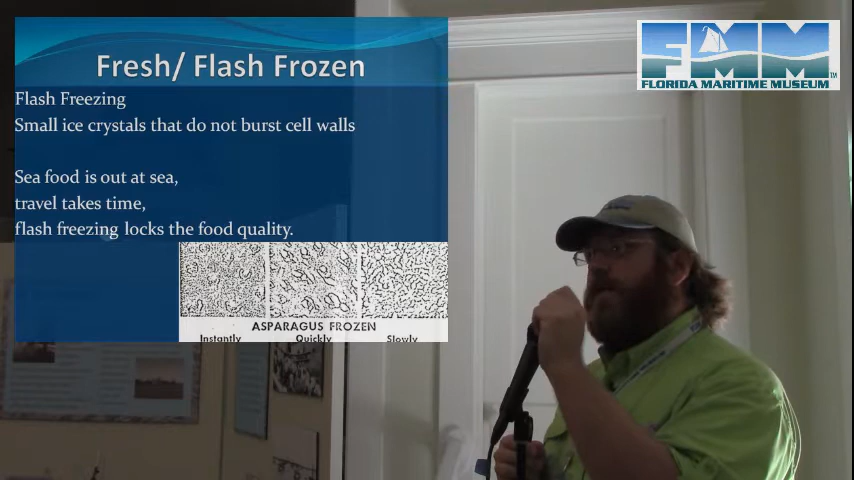 Fresh/ Flash Frozen
Flash Freezing
Small ice crystals that do not burst cell walls
Sea food is out at sea,
travel takes time,
flash freezing locks the food quality.
ASPARAGUS FROZEN
Instantly Quickly Slowly
FMM
FLORIDA MARITIME MUSEUM
TM